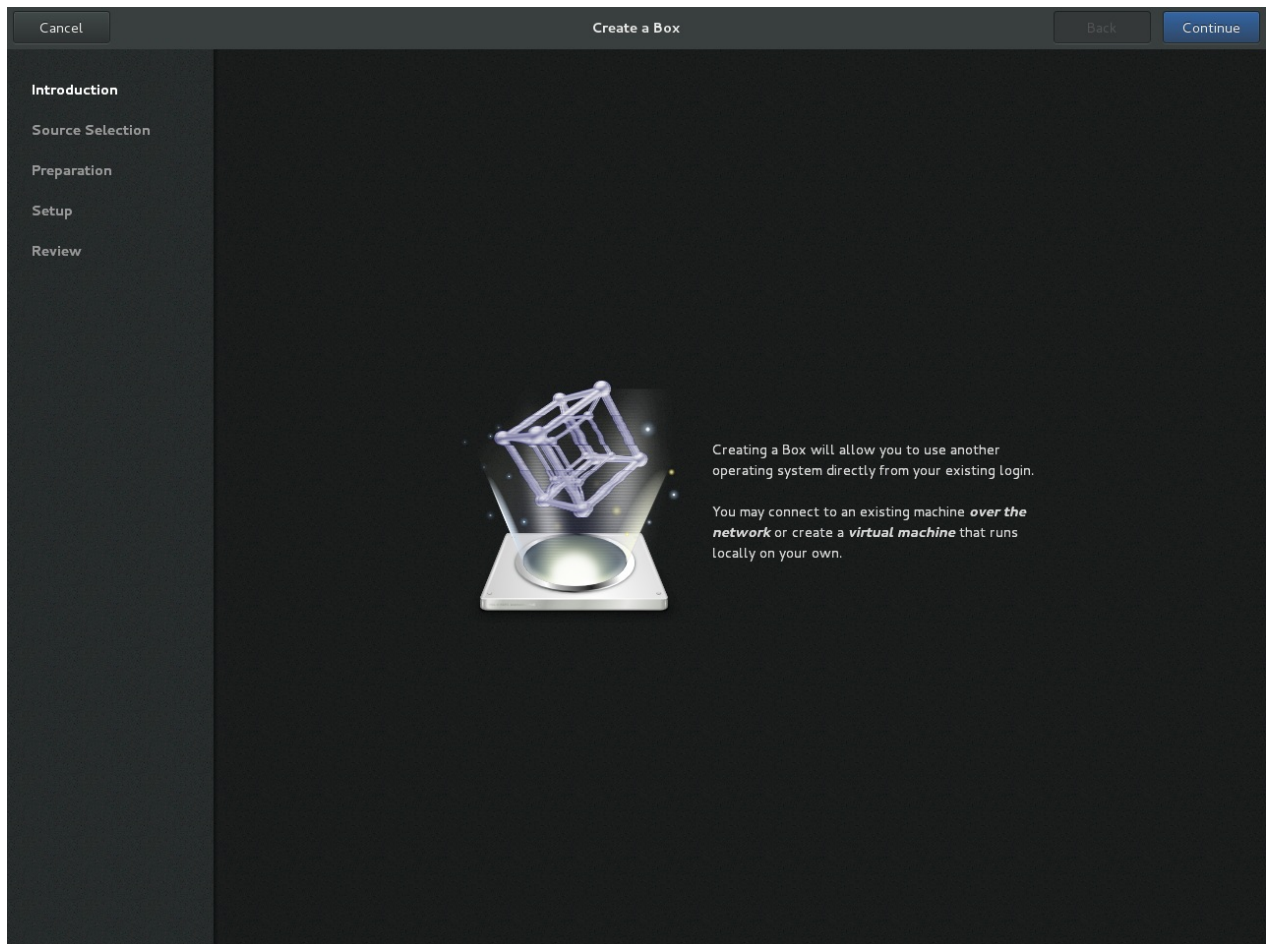 Cancel
Create a Box
Back
Continue
Introduction
Source Selection
Preparation
Setup
Review
Creating a Box will allow you to use another
operating system directly from your existing login.
You may connect to an existing machine over the
network or create a virtual machine that runs
locally on your own.